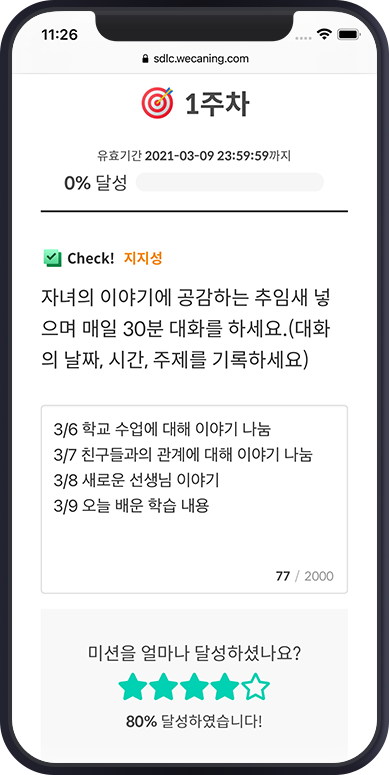 11:26
sdlc.wecaning.com
1주차
유효기간 2021-03-09 23:59:59까지
0% 달성
Check! 지지성
자녀의 이야기에 공감하는 추임새 넣
으며 매일 30분 대화를 하세요.(대화
의 날짜, 시간, 주제를 기록하세요)
3/6 학교 수업에 대해 이야기 나눔
3/7 친구들과의 관계에 대해 이야기 나눔
3/8 새로운 선생님 이야기
3/9 오늘 배운 학습 내용
77 / 2000
미션을 얼마나 달성하셨나요?
80% 달성하였습니다!